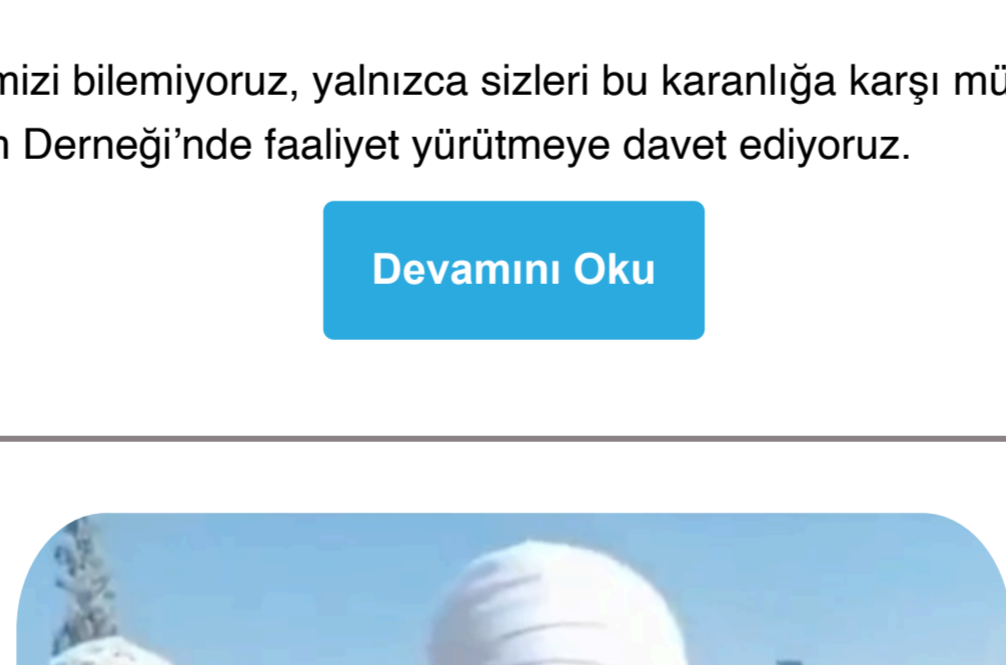 mizi bilemiyoruz, yalnızca sizleri bu karanlığa karşı mü
n Derneği’nde faaliyet yürütmeye davet ediyoruz.
Devamını Oku